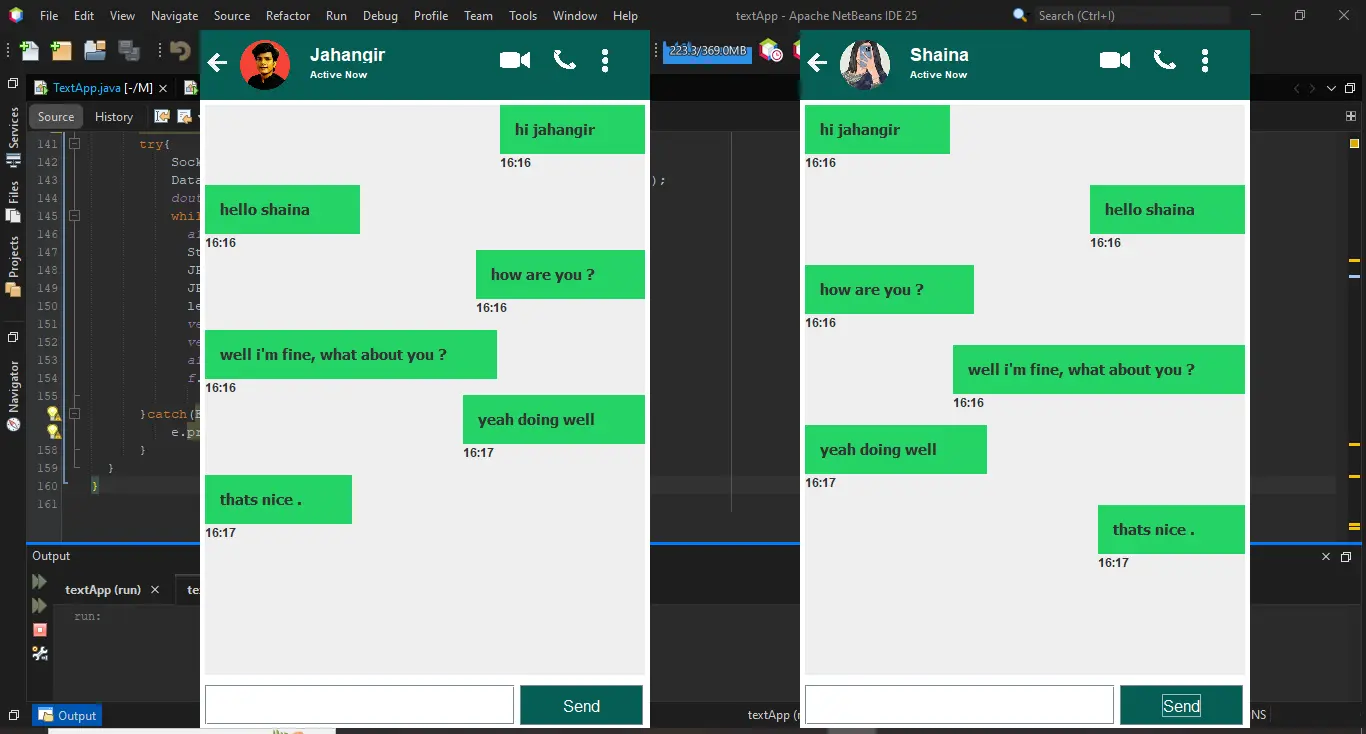 File Edit View Navigate Source Refactor Run Debug Profile Team Tools Window Help
textApp - Apache NetBeans IDE 25
Search (Ctrl+I)
223.3/369.0MB
TextApp.java [-/M]
Source History
Services
Files
Projects
Navigator
141 try{
142 Sock
143 Data );
144 dout
145 whil
146 a
147 St
148 JE
149 JE
150 le
151 ve
152 ve
153 a
154 f.
155
}catch(E
e.pr
158 }
159 }
160 }
161
Output
textApp (run)
te
run:
Output
textApp (r
NS
Jahangir
Active Now
hi jahangir
16:16
hello shaina
16:16
how are you ?
16:16
well i'm fine, what about you ?
16:16
yeah doing well
16:17
thats nice .
16:17
Send
Shaina
Active Now
hi jahangir
16:16
hello shaina
16:16
how are you ?
16:16
well i'm fine, what about you ?
16:16
yeah doing well
16:17
thats nice .
16:17
Send